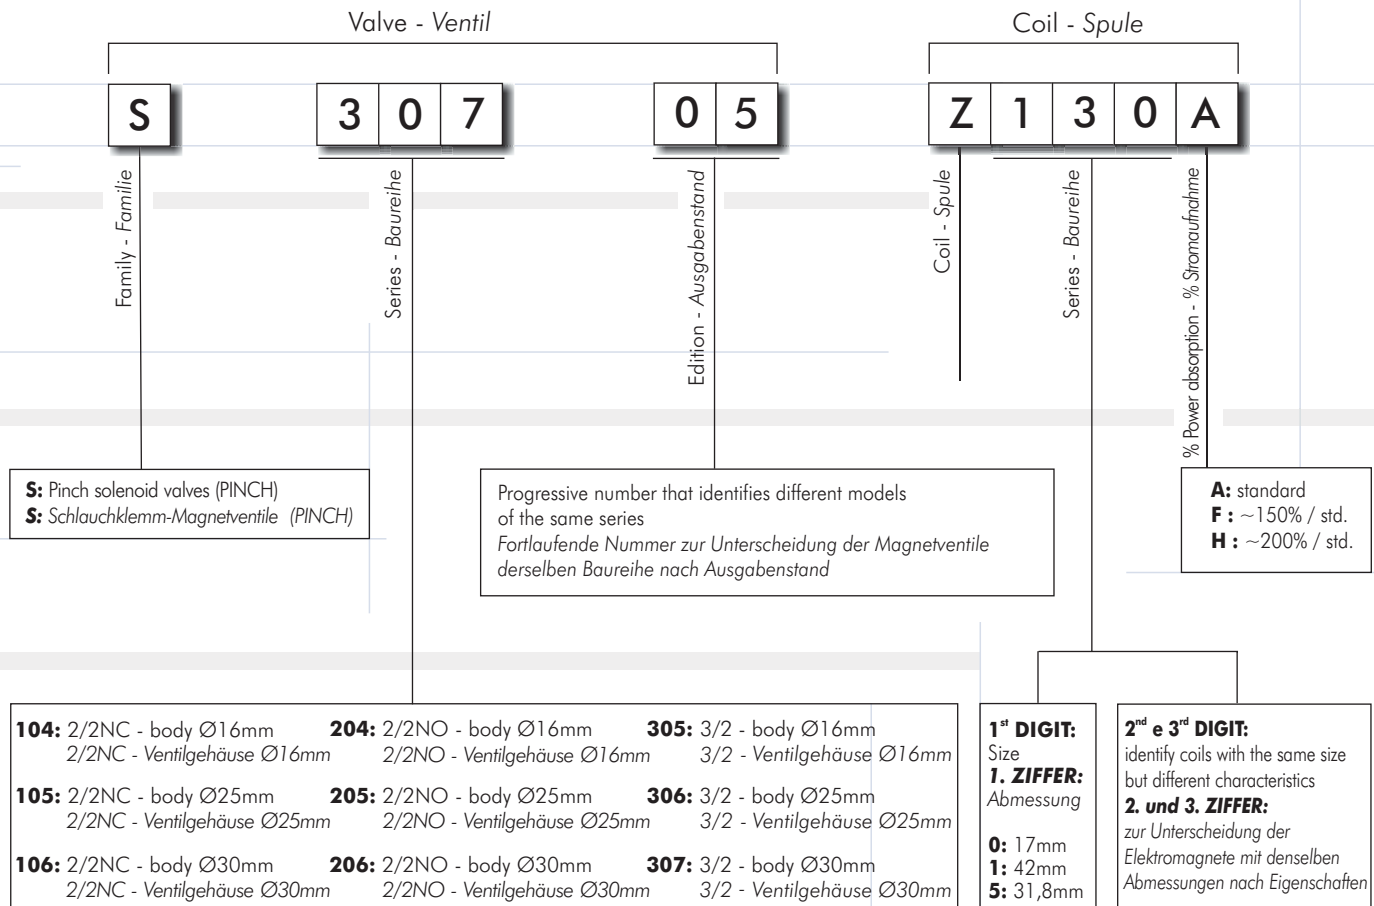 Valve - Ventil
Coil - Spule
S 3 0 7 0 5 Z 1 3 0 A
Family - Familie
Series - Baureihe
Edition - Ausgabenstand
Coil - Spule
Series - Baureihe
% Power absorption - % Stromaufnahme
S: Pinch solenoid valves (PINCH)
S: Schlauchklemm-Magnetventile (PINCH)
Progressive number that identifies different models
of the same series
Fortlaufende Nummer zur Unterscheidung der Magnetventile
derselben Baureihe nach Ausgabenstand
A: standard
F : ~150% / std.
H : ~200% / std.
104: 2/2NC - body Ø16mm
2/2NC - Ventilgehäuse Ø16mm
204: 2/2NO - body Ø16mm
2/2NO - Ventilgehäuse Ø16mm
305: 3/2 - body Ø16mm
3/2 - Ventilgehäuse Ø16mm
105: 2/2NC - body Ø25mm
2/2NC - Ventilgehäuse Ø25mm
205: 2/2NO - body Ø25mm
2/2NO - Ventilgehäuse Ø25mm
306: 3/2 - body Ø25mm
3/2 - Ventilgehäuse Ø25mm
106: 2/2NC - body Ø30mm
2/2NC - Ventilgehäuse Ø30mm
206: 2/2NO - body Ø30mm
2/2NO - Ventilgehäuse Ø30mm
307: 3/2 - body Ø30mm
3/2 - Ventilgehäuse Ø30mm
1st DIGIT:
Size
1. ZIFFER:
Abmessung
0: 17mm
1: 42mm
5: 31,8mm
2nd e 3rd DIGIT:
identify coils with the same size
but different characteristics
2. und 3. ZIFFER:
zur Unterscheidung der
Elektromagnete mit denselben
Abmessungen nach Eigenschaften